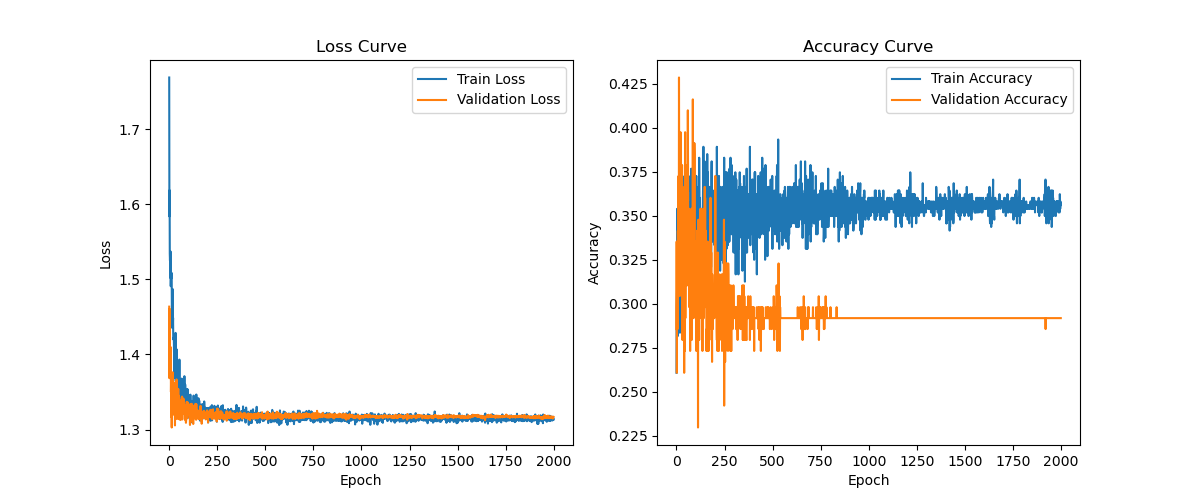 Loss Curve
Loss
1.7
1.6
1.5
1.4
1.3
Train Loss
Validation Loss
0 250 500 750 1000 1250 1500 1750 2000
Epoch
Accuracy Curve
Accuracy
0.425
0.400
0.375
0.350
0.325
0.300
0.275
0.250
0.225
Train Accuracy
Validation Accuracy
0 250 500 750 1000 1250 1500 1750 2000
Epoch